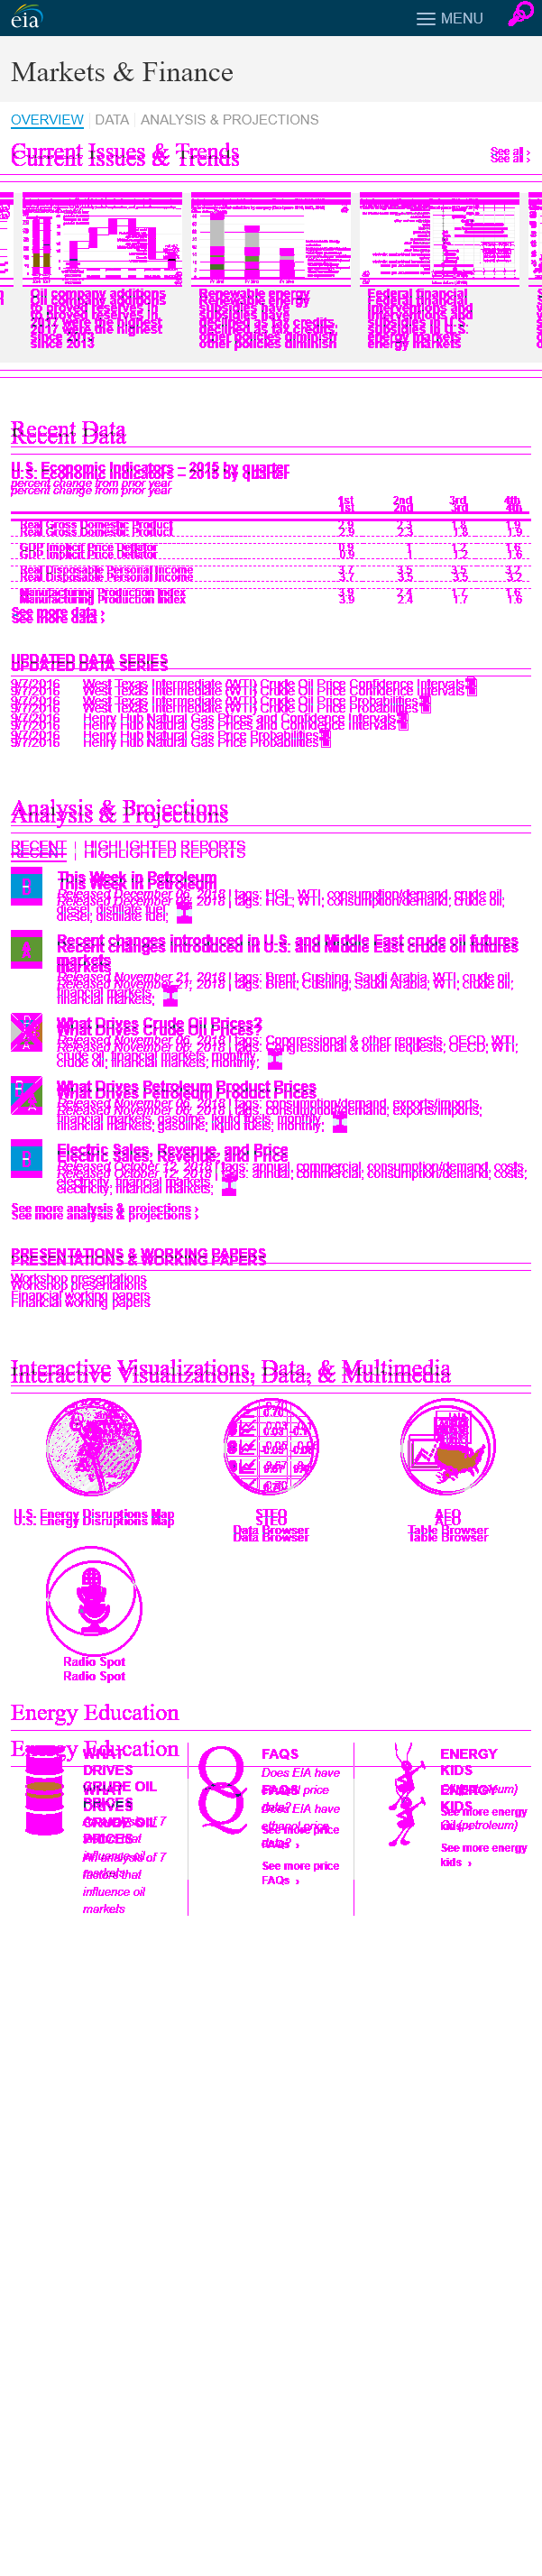 eia
MENU
Markets & Finance
OVERVIEW
DATA
ANALYSIS & PROJECTIONS
Current Issues & Trends
See all ›
Oil company additions
to proved reserves in
2017 were the highest
since 2013
Renewable energy
subsidies have
declined as tax credits,
other policies diminish
Federal financial
interventions and
subsidies in U.S.
energy markets
Recent Data
U.S. Economic Indicators – 2015 by quarter
percent change from prior year
1st 2nd 3rd 4th
Real Gross Domestic Product 2.9 2.3 1.8 1.9
GDP Implicit Price Deflator 0.9 1 1.2 1.6
Real Disposable Personal Income 3.7 3.5 3.5 3.2
Manufacturing Production Index 3.9 2.4 1.7 1.6
See more data ›
UPDATED DATA SERIES
9/7/2016 West Texas Intermediate (WTI) Crude Oil Price Confidence Intervals
9/7/2016 West Texas Intermediate (WTI) Crude Oil Price Probabilities
9/7/2016 Henry Hub Natural Gas Prices and Confidence Intervals
9/7/2016 Henry Hub Natural Gas Price Probabilities
Analysis & Projections
RECENT | HIGHLIGHTED REPORTS
This Week in Petroleum
Released December 06, 2018 | tags: HGL, WTI, consumption/demand, crude oil,
diesel, distillate fuel,
Recent changes introduced in U.S. and Middle East crude oil futures
markets
Released November 21, 2018 | tags: Brent, Cushing, Saudi Arabia, WTI, crude oil,
financial markets,
What Drives Crude Oil Prices?
Released November 06, 2018 | tags: Congressional & other requests, OECD, WTI,
crude oil, financial markets, monthly,
What Drives Petroleum Product Prices
Released November 06, 2018 | tags: consumption/demand, exports/imports,
financial markets, gasoline, liquid fuels, monthly,
Electric Sales, Revenue, and Price
Released October 12, 2018 | tags: annual, commercial, consumption/demand, costs,
electricity, financial markets,
See more analysis & projections ›
PRESENTATIONS & WORKING PAPERS
Workshop presentations
Financial working papers
Interactive Visualizations, Data, & Multimedia
U.S. Energy Disruptions Map
STEO
Data Browser
AEO
Table Browser
Radio Spot
Radio Spot
Energy Education
Energy Education
WHAT
DRIVES
CRUDE OIL
PRICES
An analysis of 7
factors that
influence oil
markets
FAQS
Does EIA have
ethanol price
data?
See more price
FAQs ›
ENERGY
KIDS
Oil (petroleum)
See more energy
kids ›